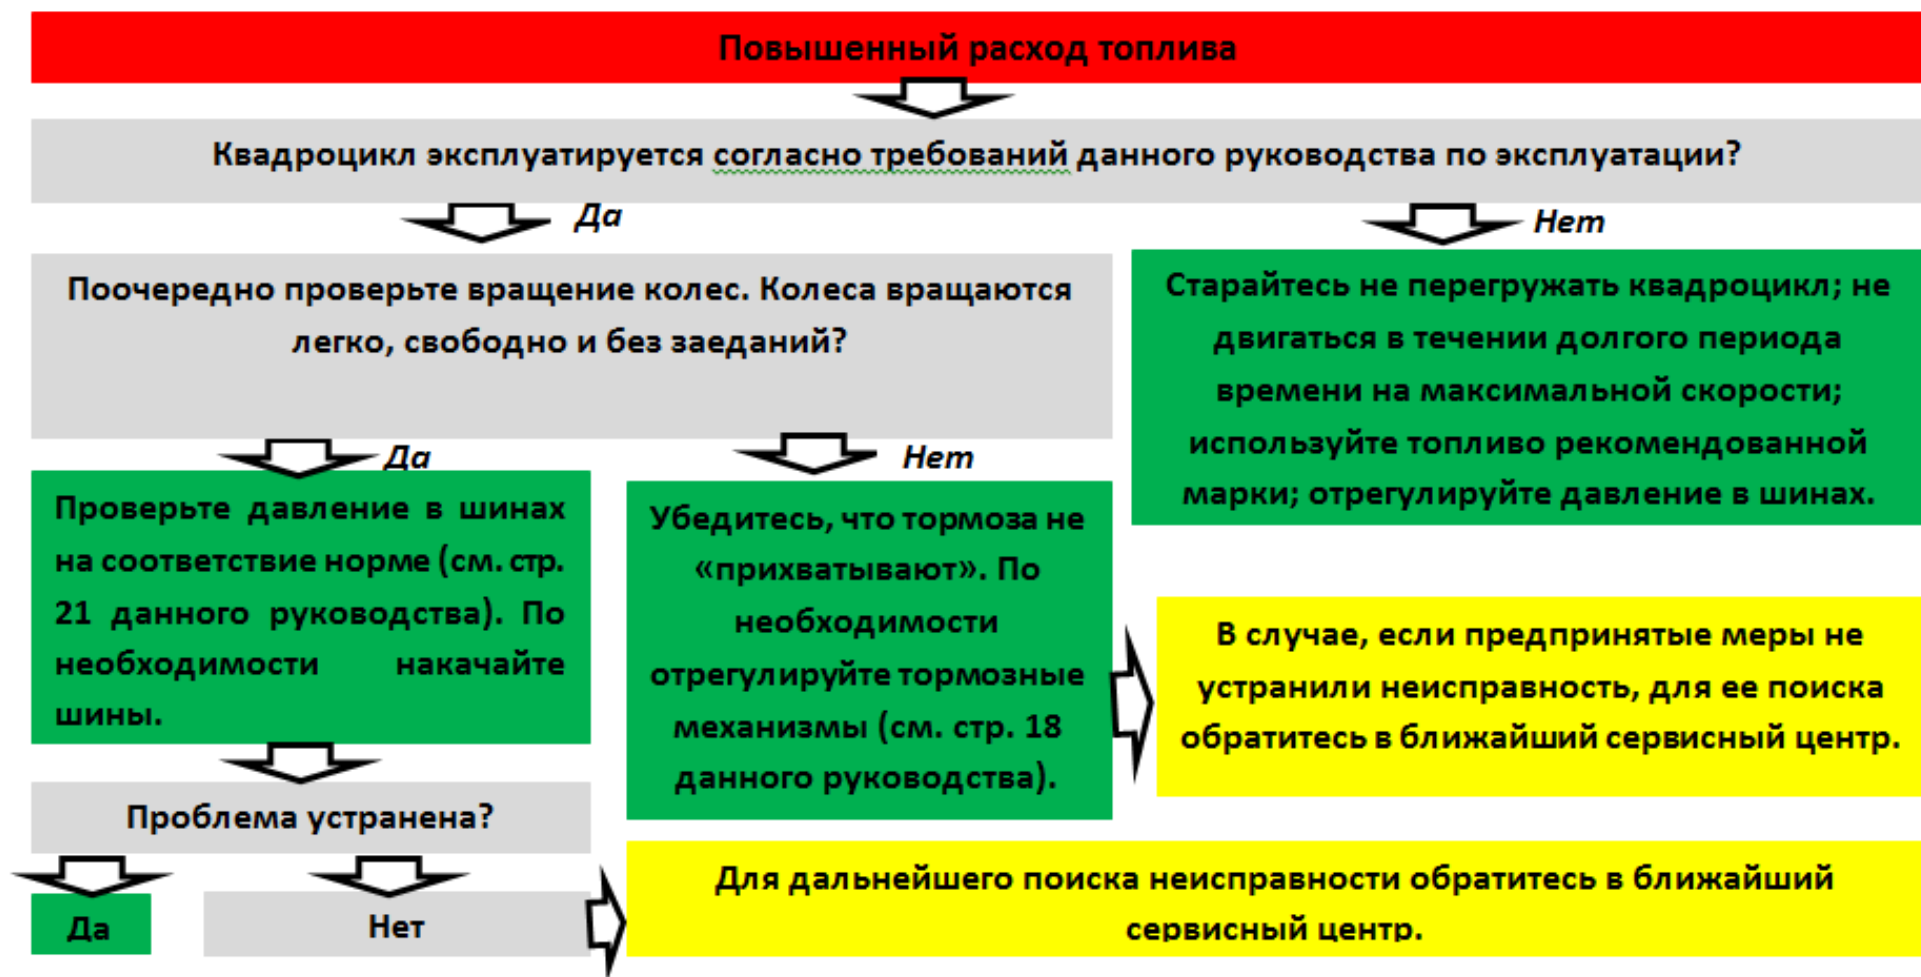 Повышенный расход топлива
Квадроцикл эксплуатируется согласно требований данного руководства по эксплуатации?
Да
Нет
Поочередно проверьте вращение колес. Колеса вращаются
легко, свободно и без заеданий?
Старайтесь не перегружать квадроцикл; не
двигаться в течении долгого периода
времени на максимальной скорости;
используйте топливо рекомендованной
марки; отрегулируйте давление в шинах.
Да
Нет
Проверьте давление в шинах
на соответствие норме (см. стр.
21 данного руководства). По
необходимости накачайте
шины.
Убедитесь, что тормоза не
«прихватывают». По
необходимости
отрегулируйте тормозные
механизмы (см. стр. 18
данного руководства).
В случае, если предпринятые меры не
устранили неисправность, для ее поиска
обратитесь в ближайший сервисный центр.
Проблема устранена?
Да
Нет
Для дальнейшего поиска неисправности обратитесь в ближайший
сервисный центр.